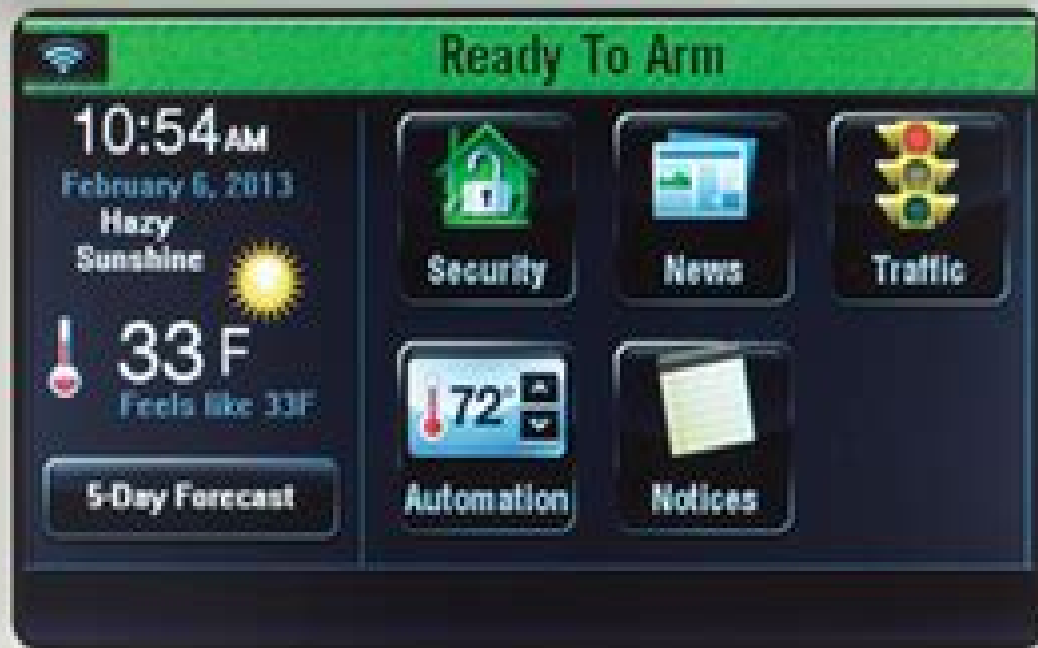 Ready To Arm
10:54AM
February 6, 2013
Hazy
Sunshine
33 F
Feels like 33F
5-Day Forecast
Security
News
Traffic
72°
Automation
Notices